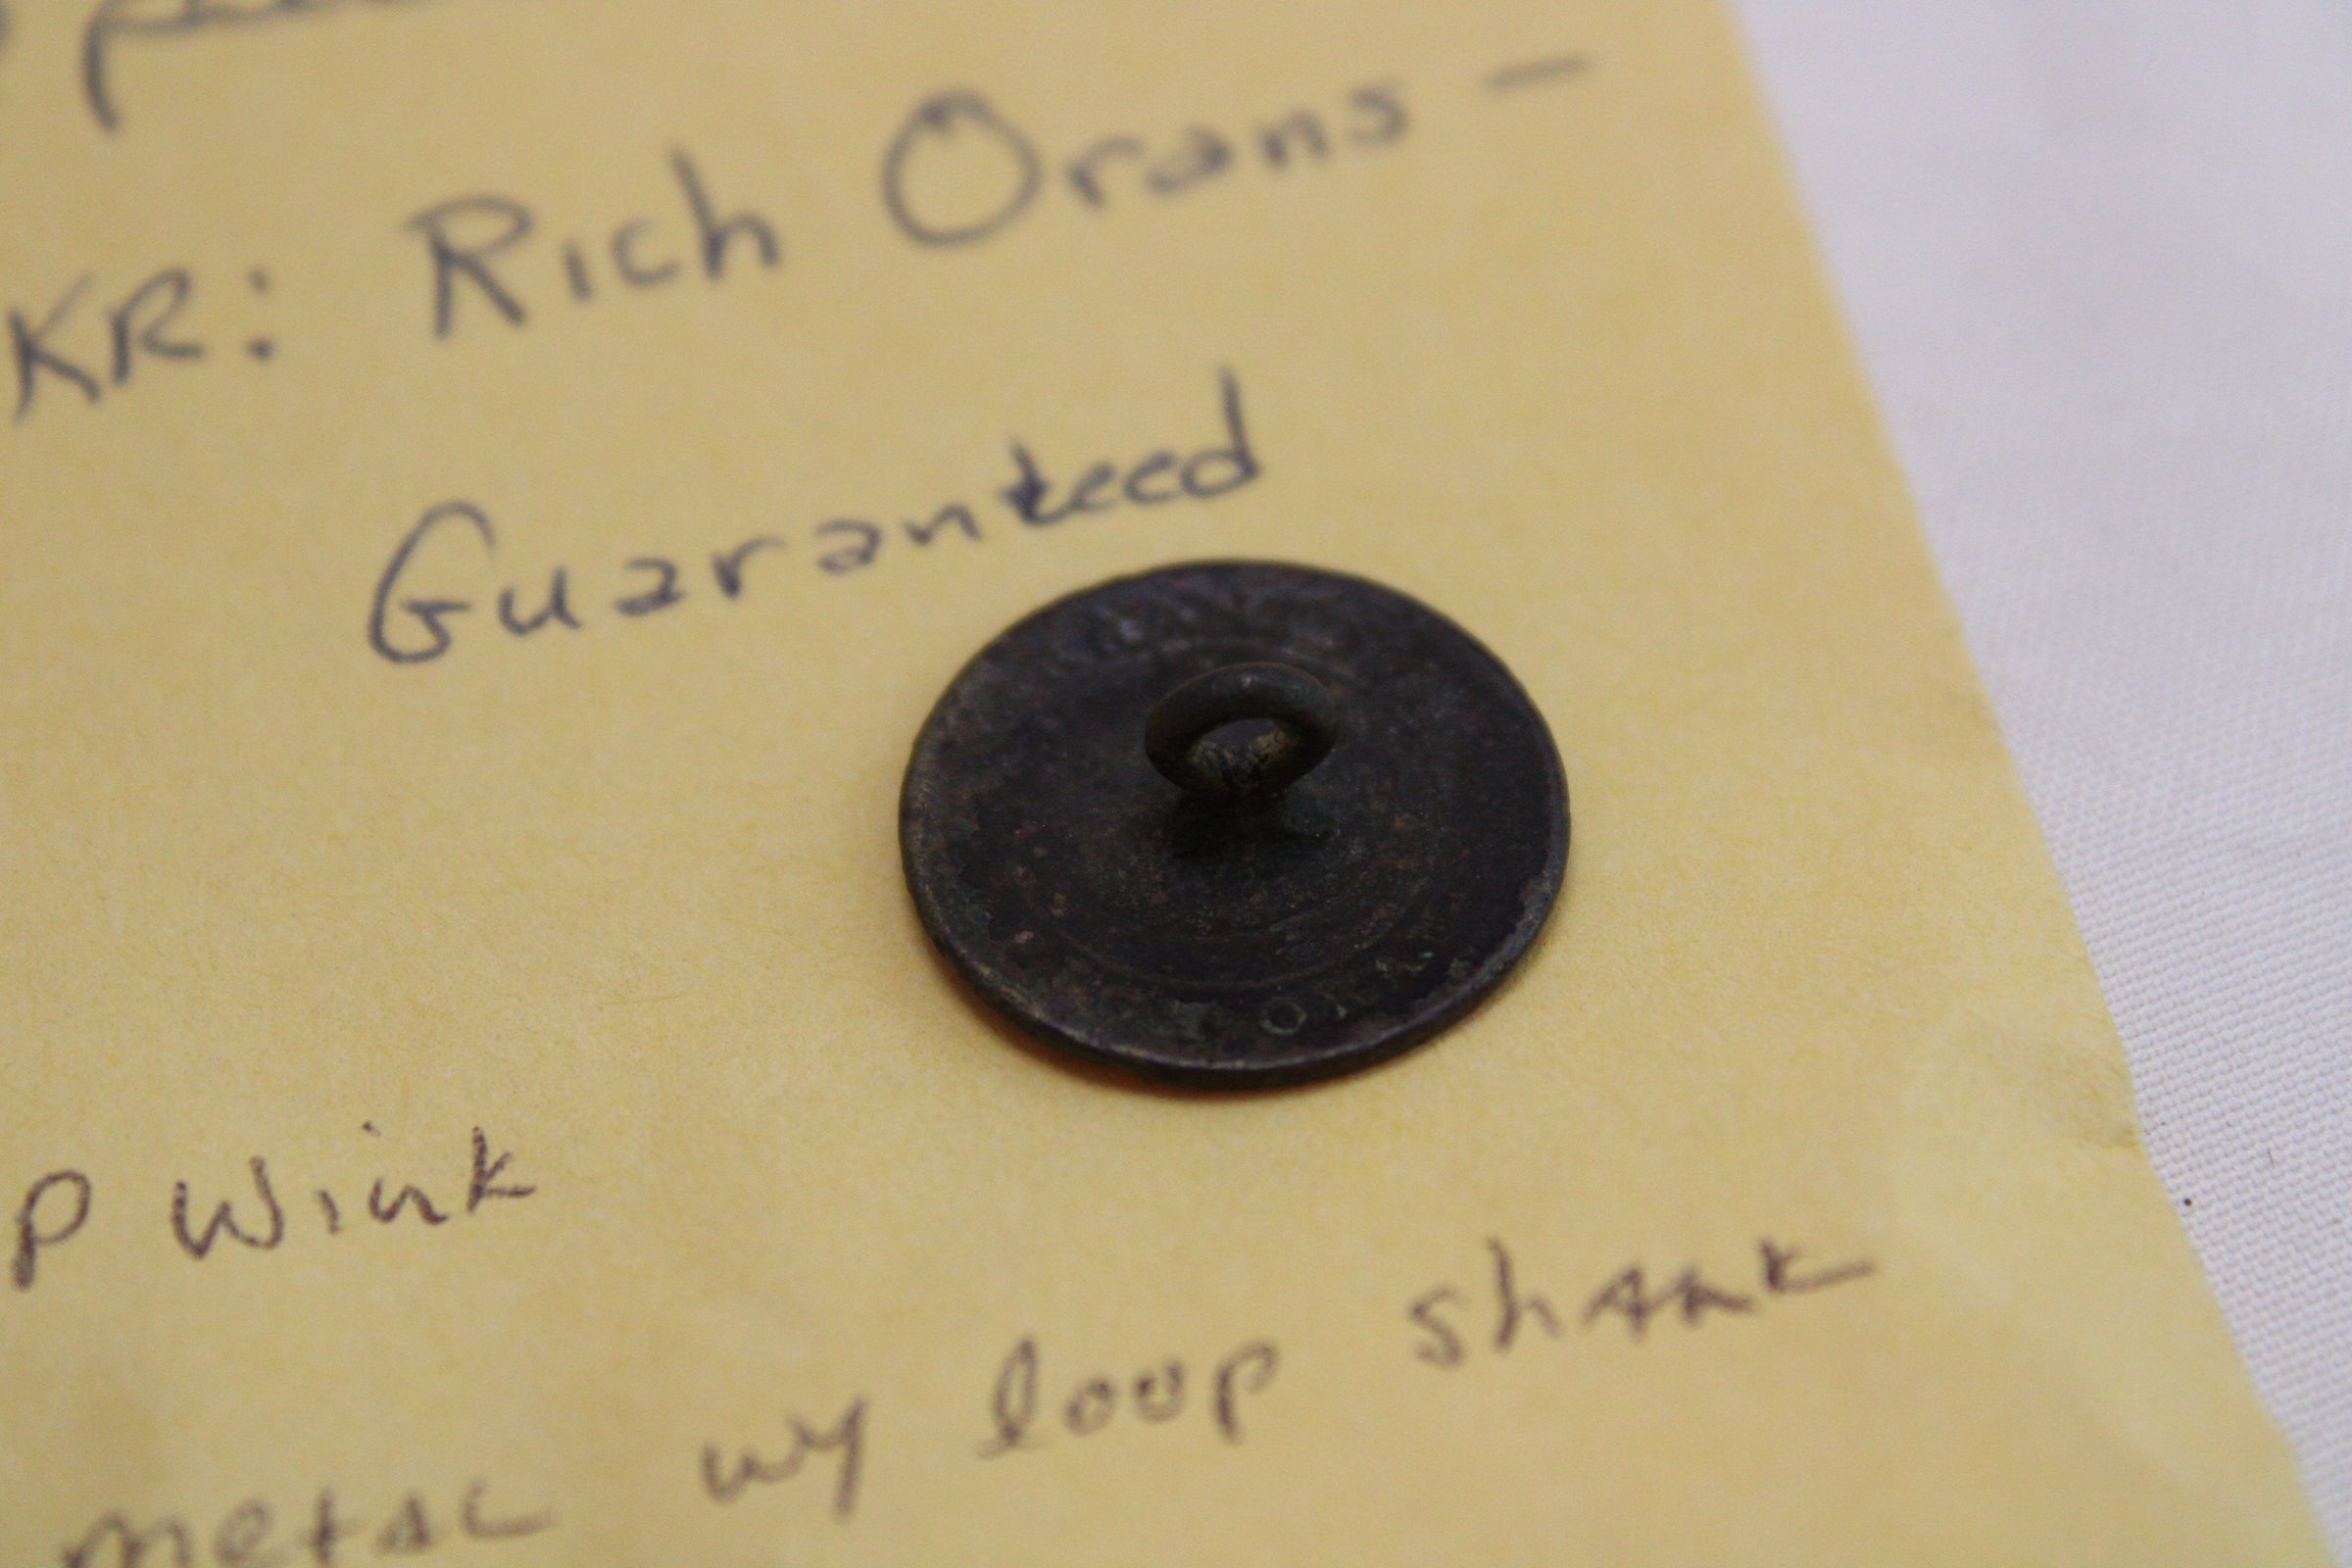 KR: Rich Orans -
Guaranteed
P Wink
metal w/ loop shank